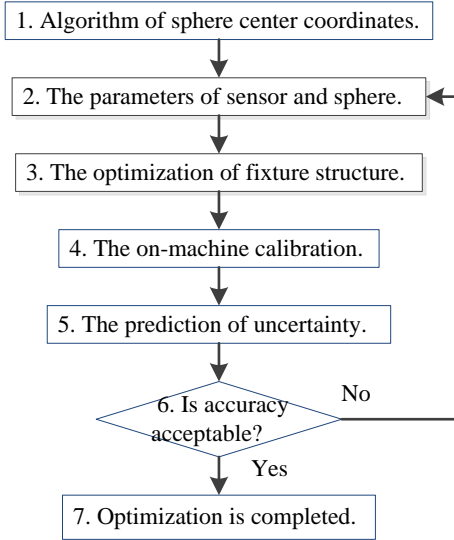 1. Algorithm of sphere center coordinates.
2. The parameters of sensor and sphere.
3. The optimization of fixture structure.
4. The on-machine calibration.
5. The prediction of uncertainty.
6. Is accuracy
acceptable?
No
Yes
7. Optimization is completed.